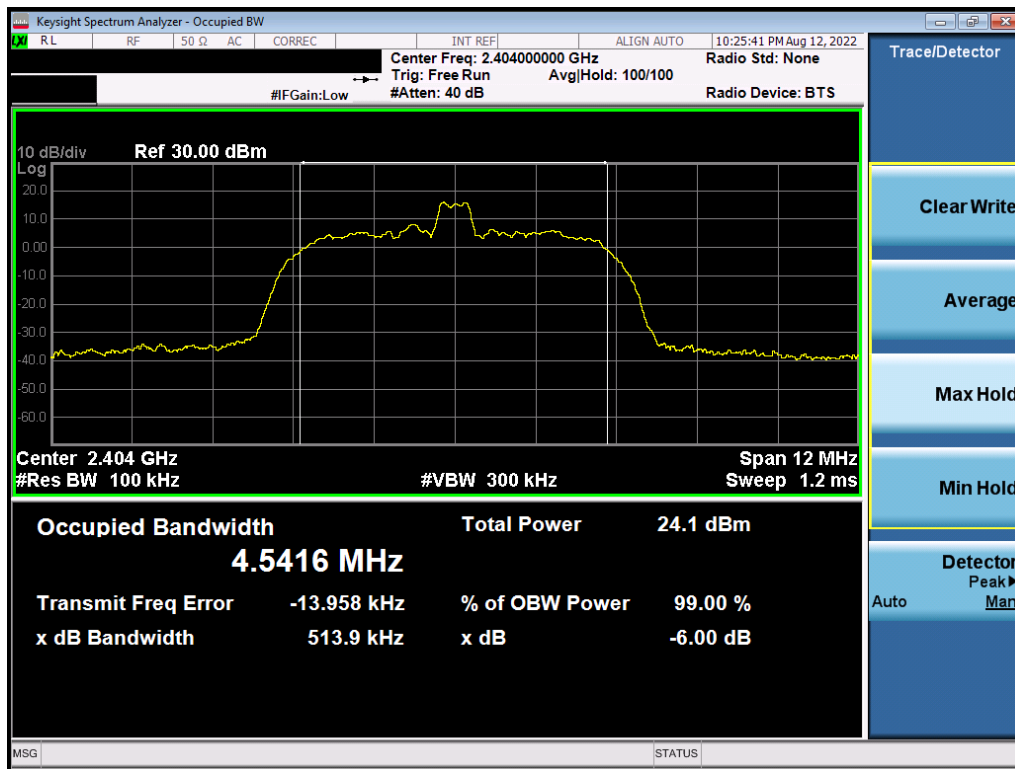 Keysight Spectrum Analyzer - Occupied BW
LXI RL RF 50 Ω AC CORREC INT REF ALIGN AUTO 10:25:41 PM Aug 12, 2022
Center Freq: 2.404000000 GHz Radio Std: None
Trig: Free Run Avg|Hold: 100/100
#IFGain:Low #Atten: 40 dB Radio Device: BTS
10 dB/div Ref 30.00 dBm
Log
20.0
10.0
0.00
-10.0
-20.0
-30.0
-40.0
-50.0
-60.0
Center 2.404 GHz Span 12 MHz
#Res BW 100 kHz #VBW 300 kHz Sweep 1.2 ms
Occupied Bandwidth Total Power 24.1 dBm
4.5416 MHz
Transmit Freq Error -13.958 kHz % of OBW Power 99.00 %
x dB Bandwidth 513.9 kHz x dB -6.00 dB
MSG STATUS
Trace/Detector
Clear Write
Average
Max Hold
Min Hold
Detector
Peak▶
Auto Man